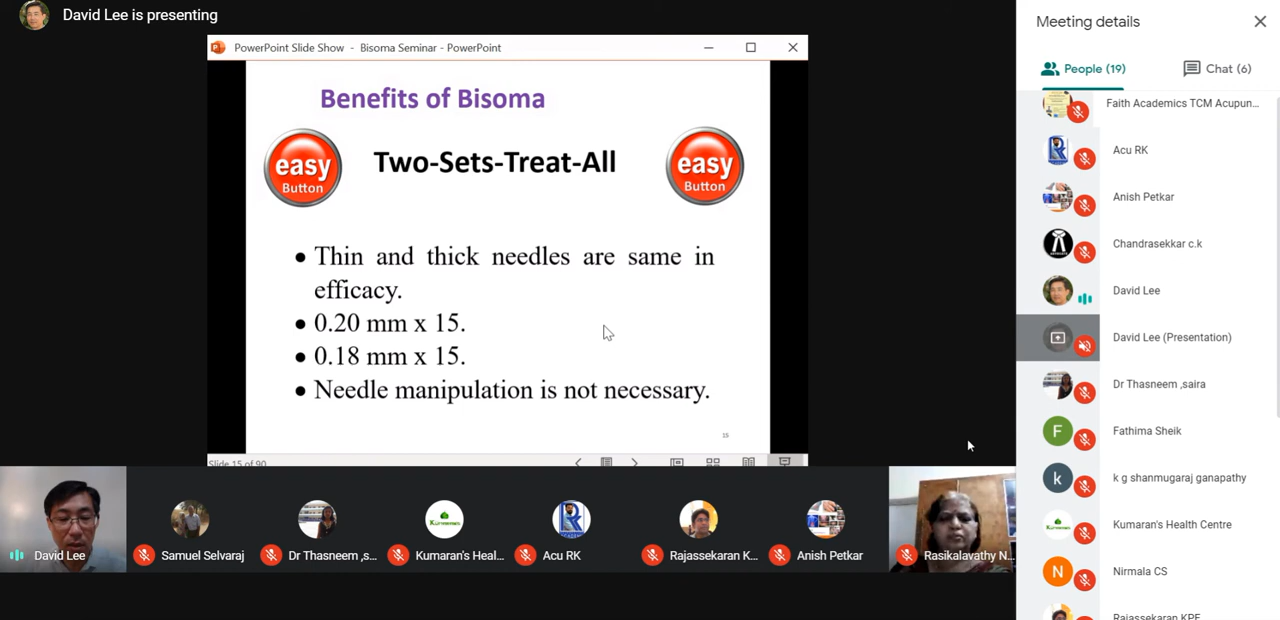 David Lee is presenting
PowerPoint Slide Show - Bisoma Seminar - PowerPoint
Benefits of Bisoma
easy
Button
Two-Sets-Treat-All
easy
Button
• Thin and thick needles are same in
efficacy.
• 0.20 mm x 15.
• 0.18 mm x 15.
• Needle manipulation is not necessary.
15
Slide 15 of 90
David Lee
Samuel Selvaraj
Dr Thasneem ,s...
Kumaran's Heal...
Acu RK
Rajassekaran K...
Anish Petkar
Rasikalavathy N...
Meeting details
People (19)
Chat (6)
Faith Academics TCM Acupun...
Acu RK
Anish Petkar
Chandrasekkar c.k
David Lee
David Lee (Presentation)
Dr Thasneem ,saira
F
Fathima Sheik
k
k g shanmugaraj ganapathy
Kumaran's Health Centre
N
Nirmala CS
Rajassekaran KPE